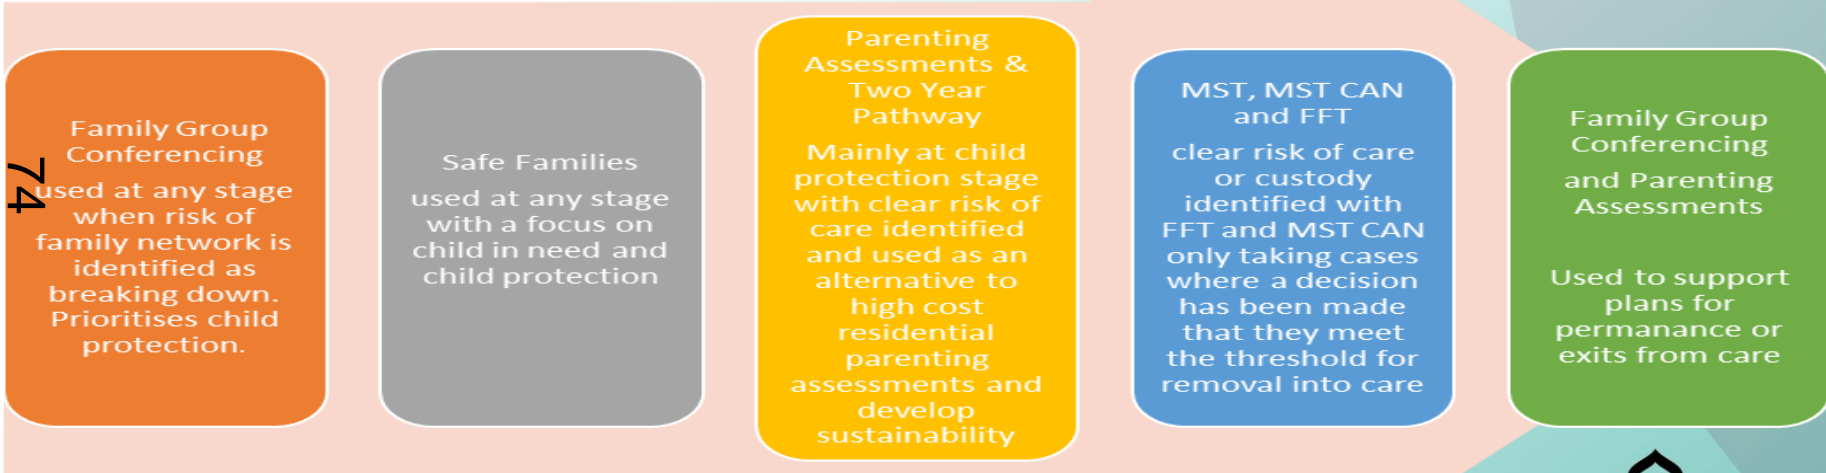 Family Group
Conferencing
used at any stage
when risk of
family network is
identified as
breaking down.
Prioritises child
protection.
74
Safe Families
used at any stage
with a focus on
child in need and
child protection
Parenting
Assessments &
Two Year
Pathway
Mainly at child
protection stage
with clear risk of
care identified
and used as an
alternative to
high cost
residential
parenting
assessments and
develop
sustainability
MST, MST CAN
and FFT
clear risk of care
or custody
identified with
FFT and MST CAN
only taking cases
where a decision
has been made
that they meet
the threshold for
removal into care
Family Group
Conferencing
and Parenting
Assessments
Used to support
plans for
permanance or
exits from care